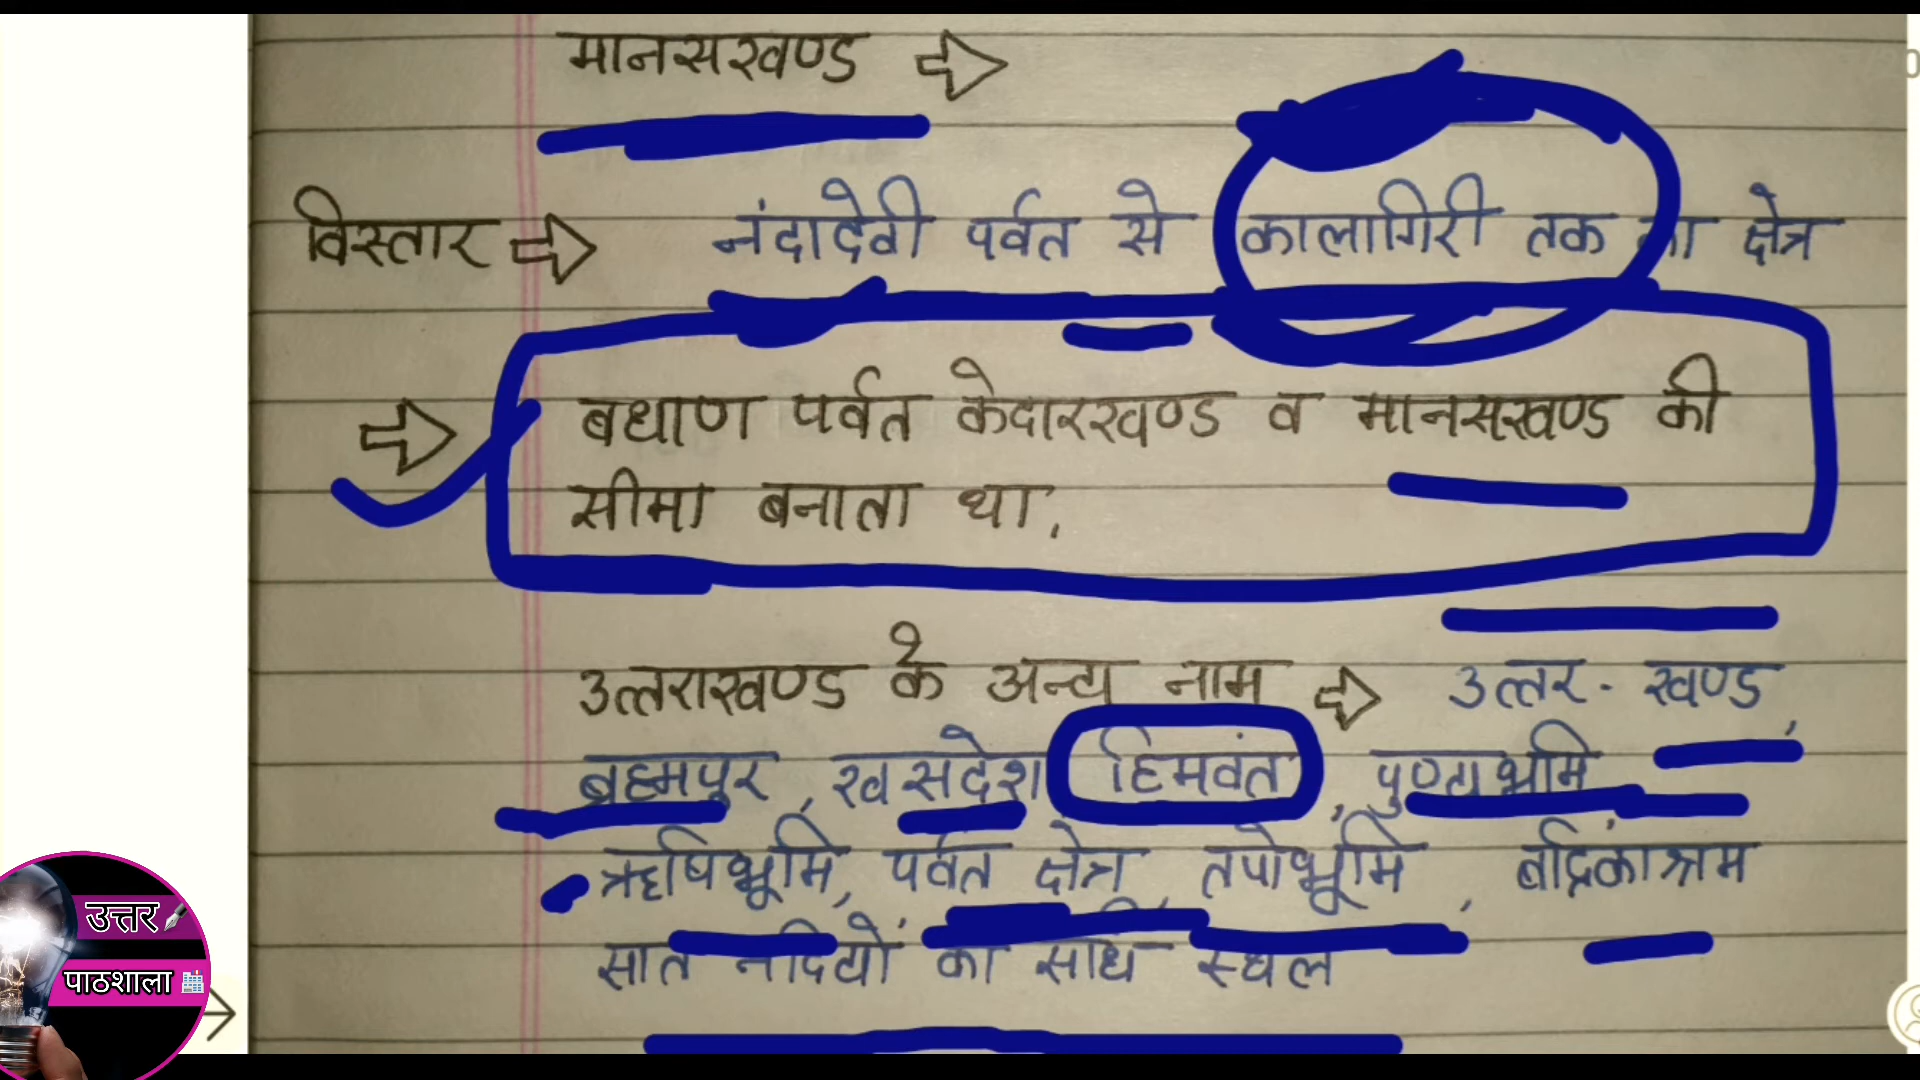 मानसखण्ड ⇨
विस्तार ⇨ नंदादेवी पर्वत से कालागिरी तक का क्षेत्र
⇨ बधाण पर्वत केदारखण्ड व मानसखण्ड की
सीमा बनाता था,
उत्तराखण्ड के अन्य नाम ⇨ उत्तर - खण्ड,
ब्रह्मपुर, खसदेश हिमवंत, पुण्यभूमि
ऋषिभूमि, पर्वत क्षेत्र, तपोभूमि, बद्रिकाश्रम
सात नदियों का संधि स्थल
उत्तर
पाठशाला